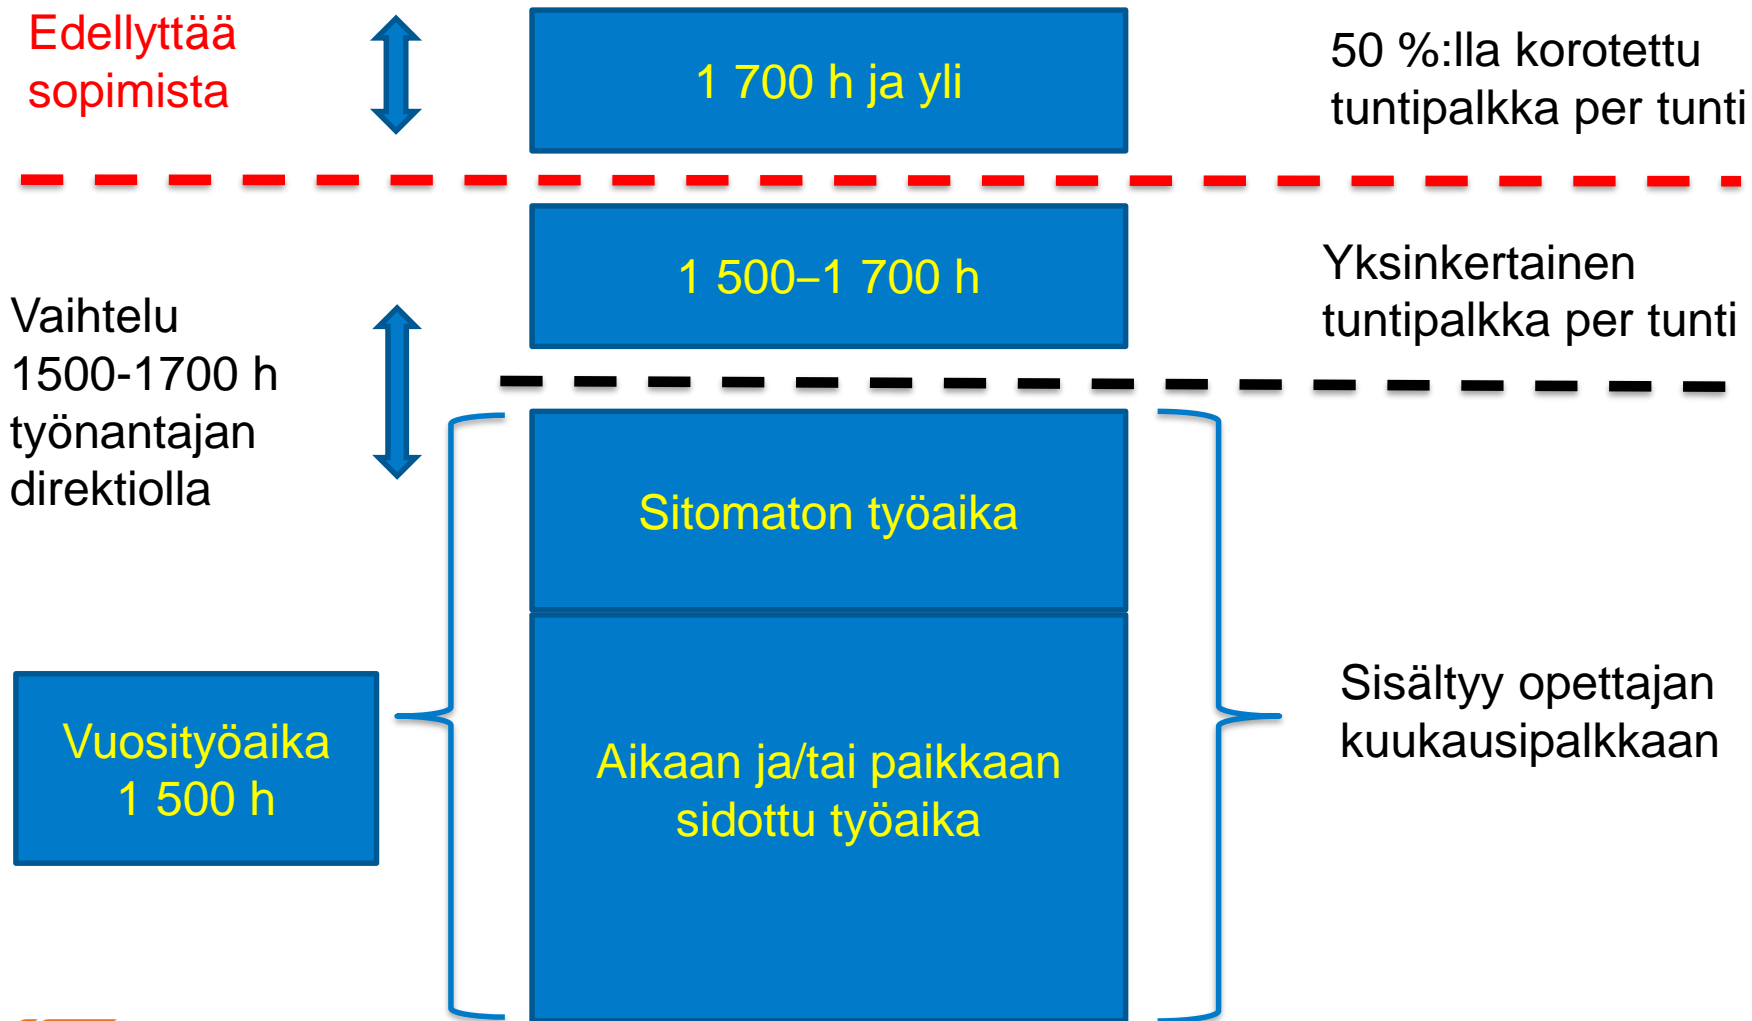 Edellyttää
sopimista
1 700 h ja yli
50 %:lla korotettu
tuntipalkka per tunti
1 500–1 700 h
Yksinkertainen
tuntipalkka per tunti
Vaihtelu
1500-1700 h
työnantajan
direktiolla
Sitomaton työaika
Vuosityöaika
1 500 h
Aikaan ja/tai paikkaan
sidottu työaika
Sisältyy opettajan
kuukausipalkkaan